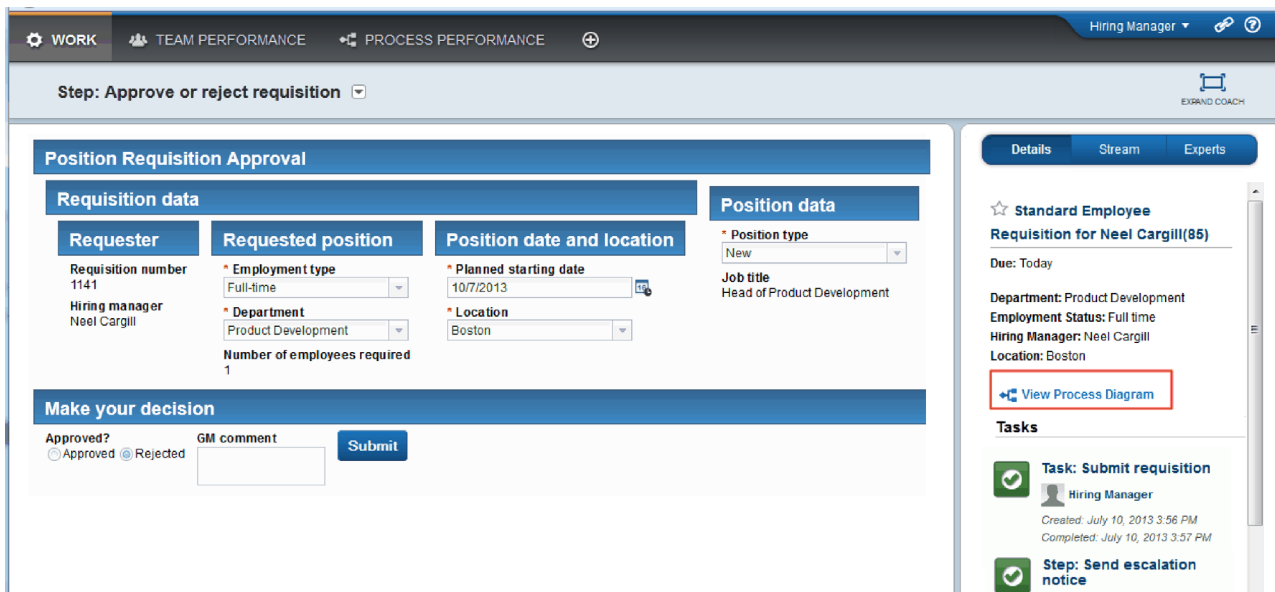 WORK
TEAM PERFORMANCE
PROCESS PERFORMANCE
Hiring Manager
Step: Approve or reject requisition
EXPAND COACH
Position Requisition Approval
Requisition data
Requester
Requisition number
1141
Hiring manager
Neel Cargill
Requested position
* Employment type
Full-time
* Department
Product Development
Number of employees required
1
Position date and location
* Planned starting date
10/7/2013
* Location
Boston
Position data
* Position type
New
Job title
Head of Product Development
Make your decision
Approved?
Approved Rejected
GM comment
Submit
Details Stream Experts
Standard Employee
Requisition for Neel Cargill(85)
Due: Today
Department: Product Development
Employment Status: Full time
Hiring Manager: Neel Cargill
Location: Boston
View Process Diagram
Tasks
Task: Submit requisition
Hiring Manager
Created: July 10, 2013 3:56 PM
Completed: July 10, 2013 3:57 PM
Step: Send escalation
notice